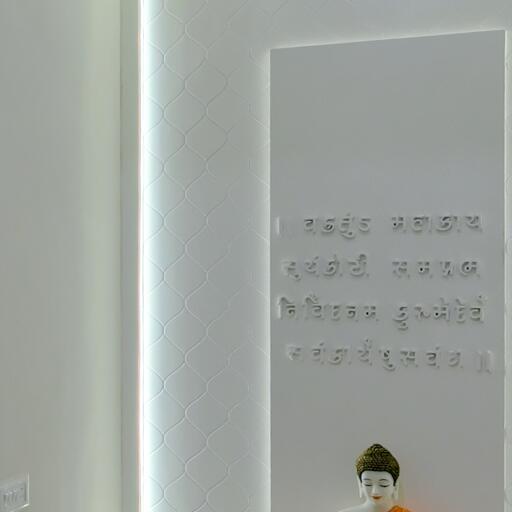 ॥ वक्रतुंड महाकाय
सूर्यकोटी समप्रभ
निर्विघ्नम कुरूमेदेवं
सर्वकार्येषुसर्वदा ॥